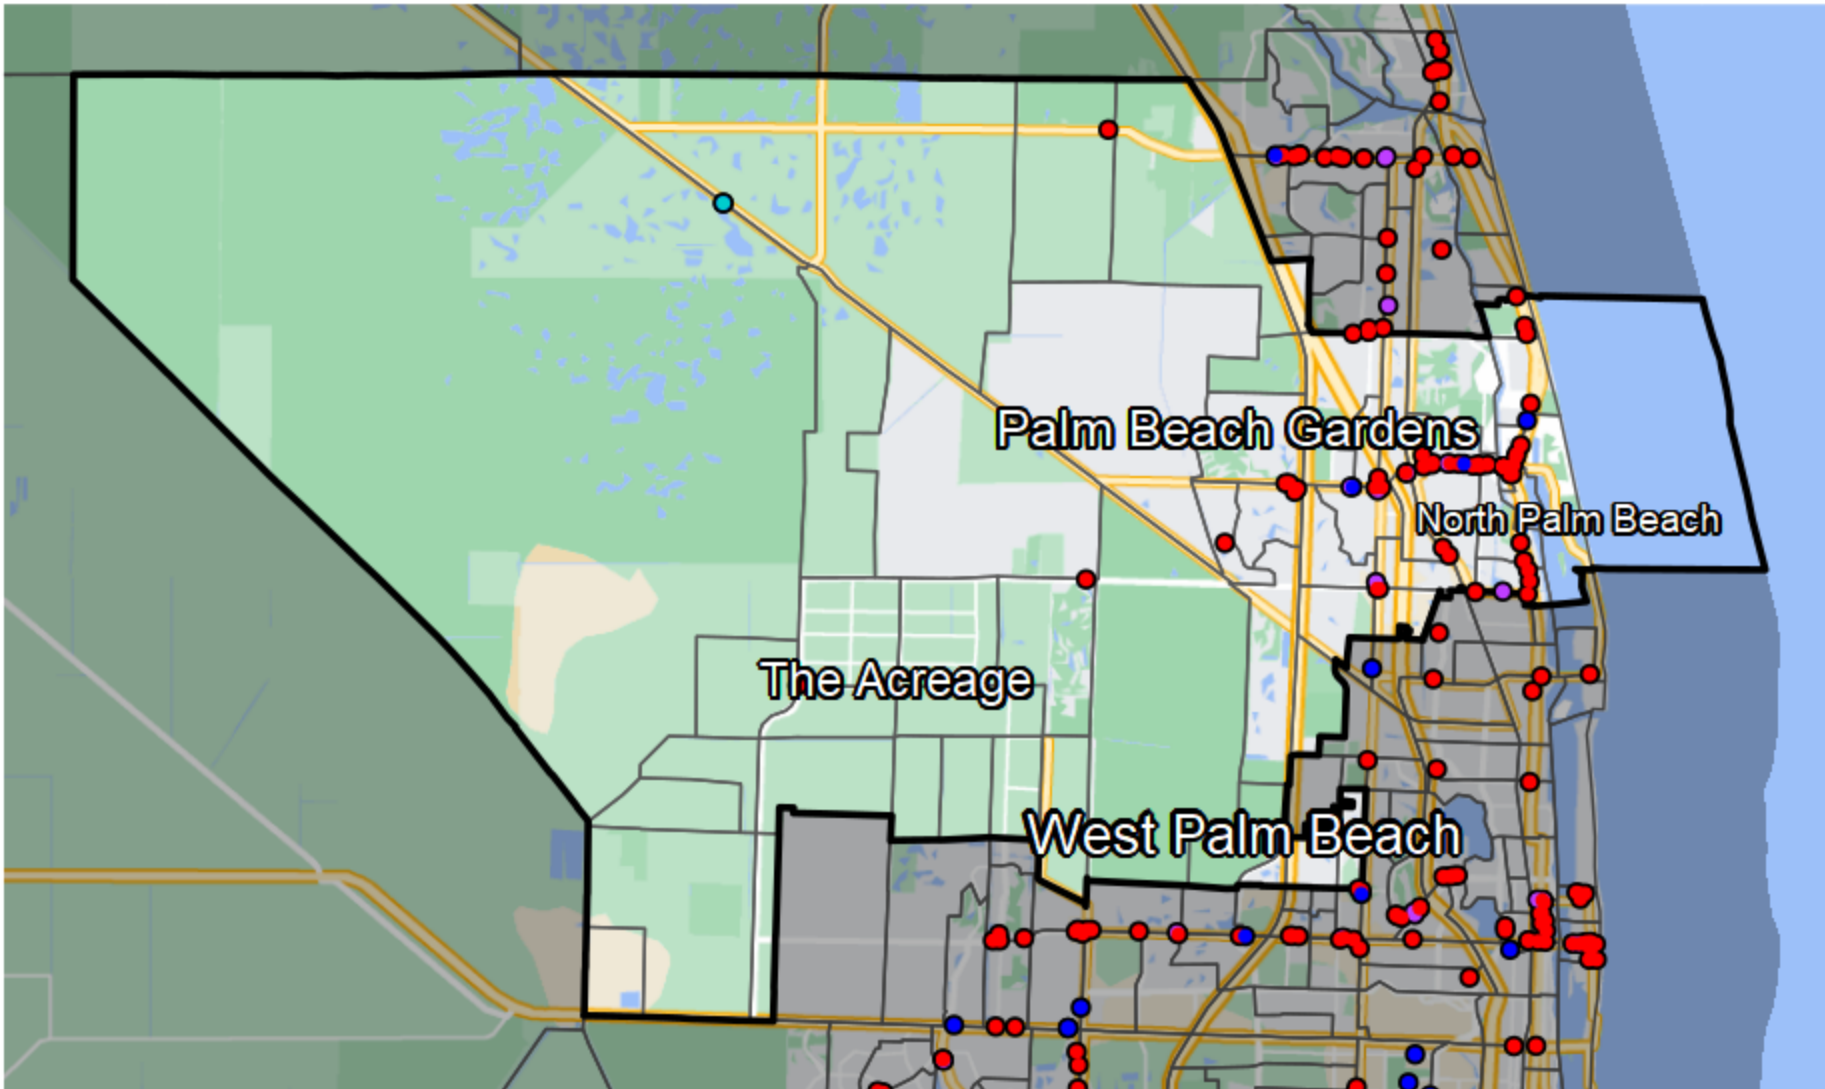 Palm Beach Gardens
North Palm Beach
The Acreage
West Palm Beach